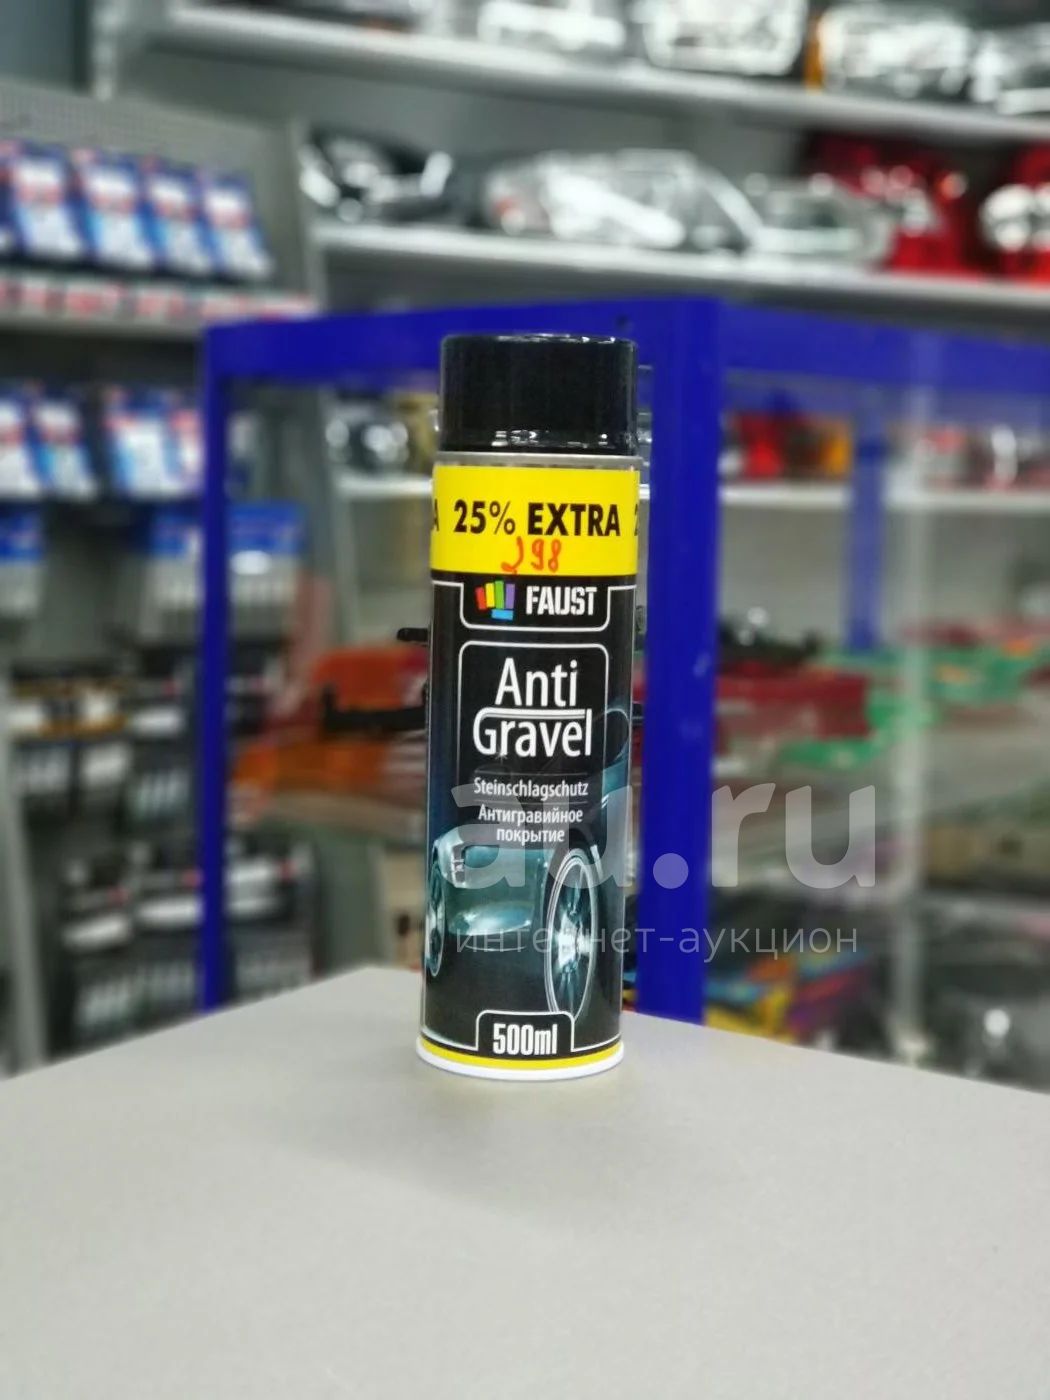 25% EXTRA
298
FAUST
Anti
Gravel
Steinschlagschutz
Антигравийное
покрытие
au.ru
интернет-аукцион
500ml